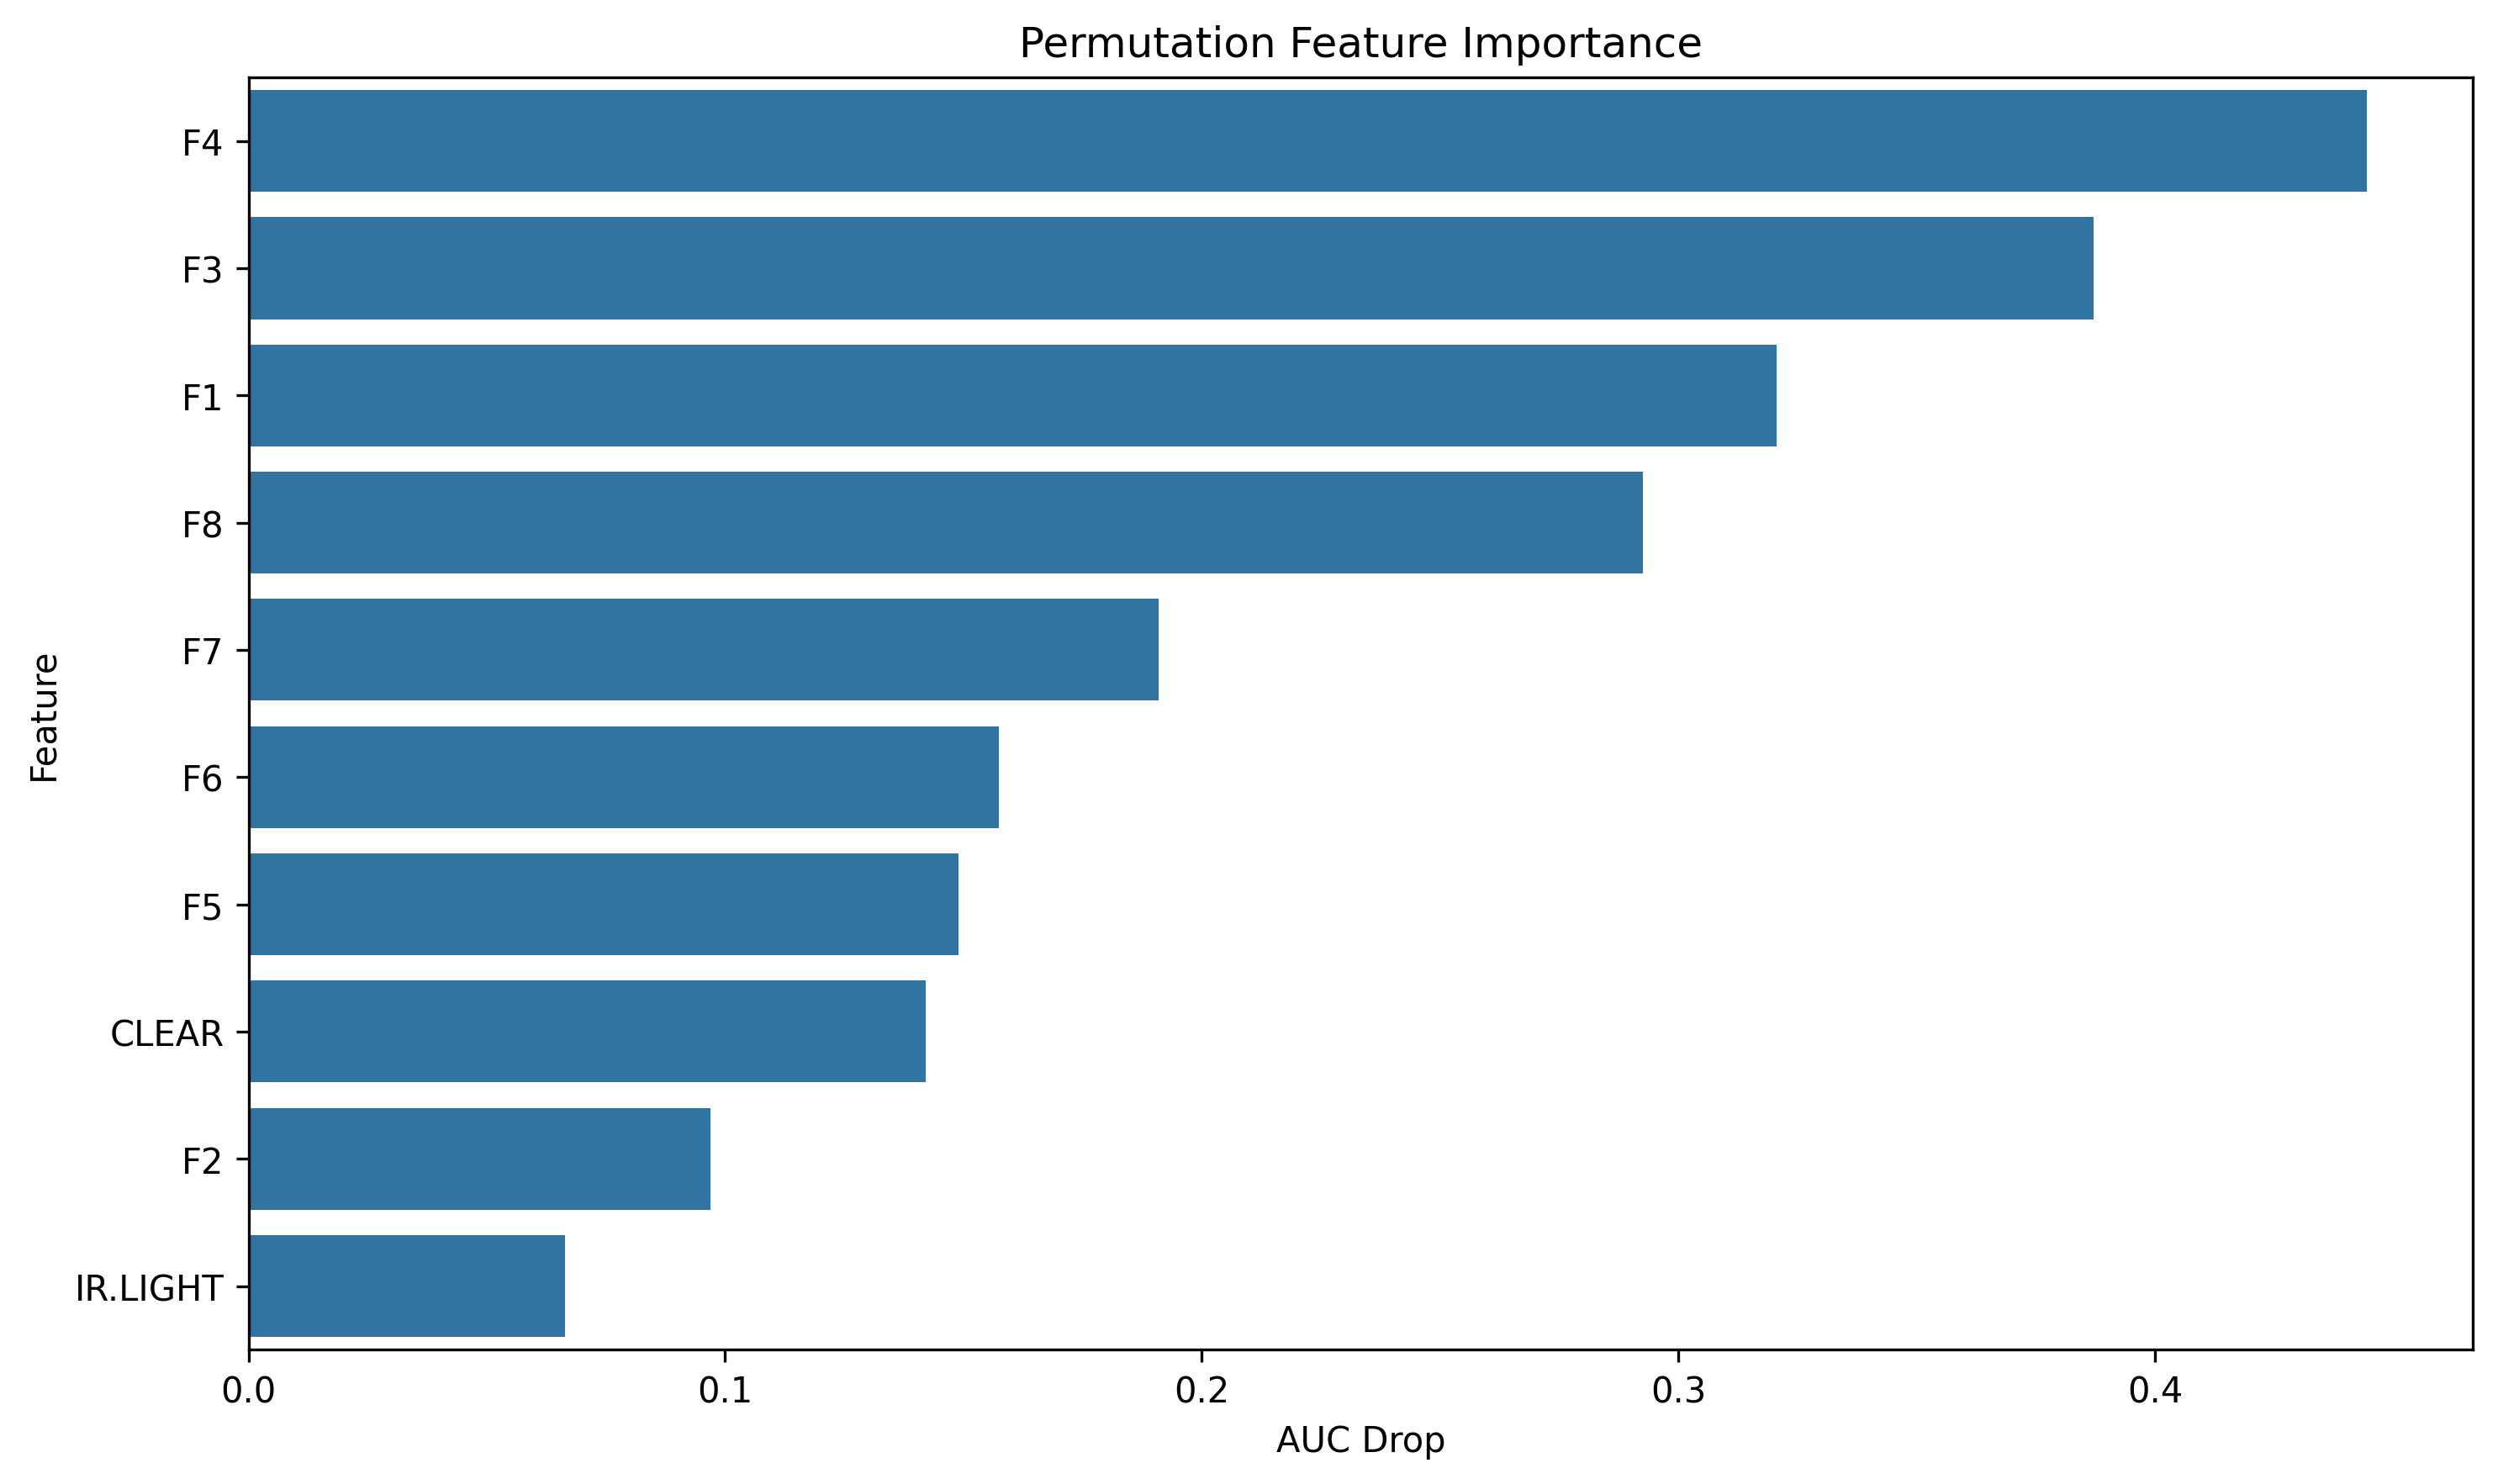 Permutation Feature Importance
Feature
F4
F3
F1
F8
F7
F6
F5
CLEAR
F2
IR.LIGHT
0.0 0.1 0.2 0.3 0.4
AUC Drop